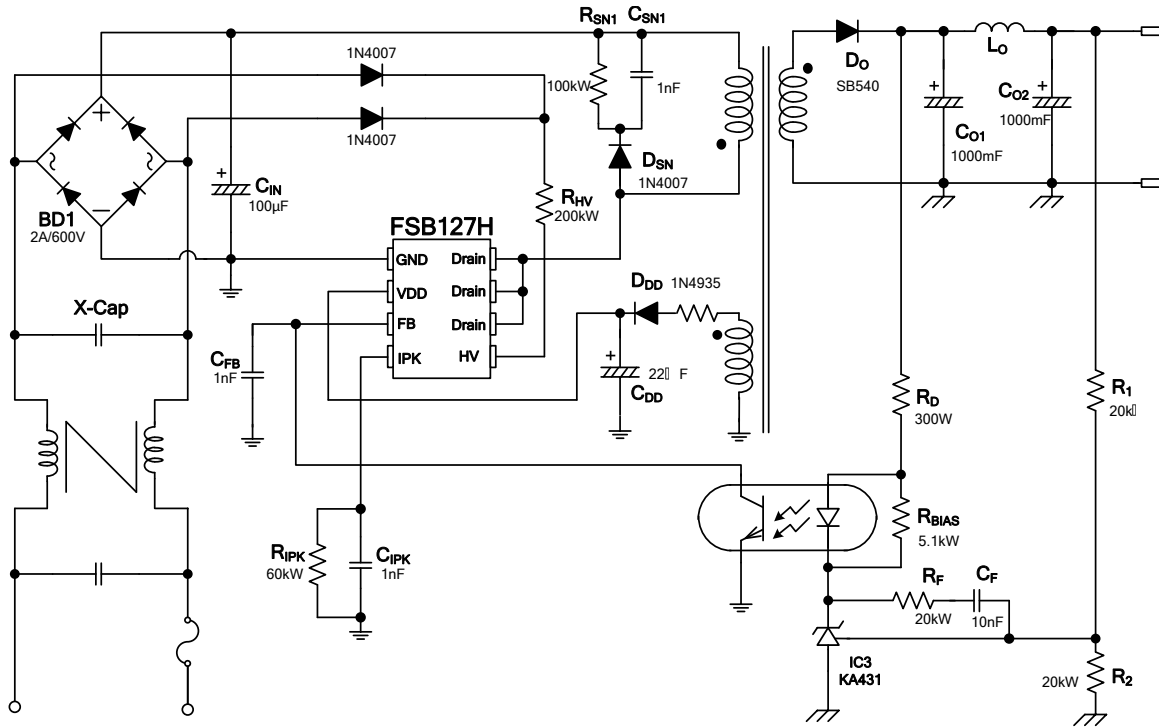 RSN1 CSN1
100kW 1nF
1N4007
1N4007
DSN
1N4007
DO
SB540
LO
CO1
1000mF
CO2
1000mF
+
+
+
−
~
~
BD1
2A/600V
+
CIN
100µF
RHV
200kW
FSB127H
GND Drain
VDD Drain
FB Drain
IPK HV
DDD 1N4935
+
22▯ F
CDD
X-Cap
CFB
1nF
RD
300W
R1
20k▯
RBIAS
5.1kW
RIPK
60kW
CIPK
1nF
RF
20kW
CF
10nF
IC3
KA431
20kW R2